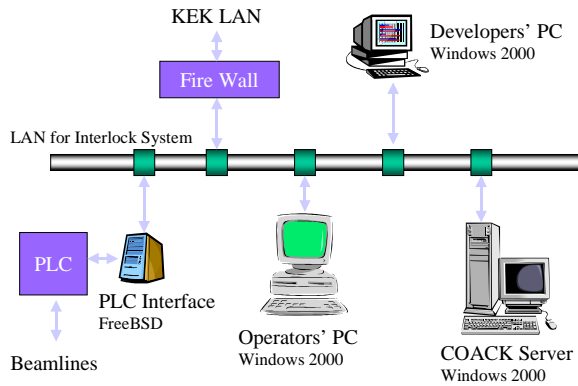 KEK LAN
Fire Wall
Developers' PC
Windows 2000
LAN for Interlock System
PLC
PLC Interface
FreeBSD
Beamlines
Operators' PC
Windows 2000
COACK Server
Windows 2000